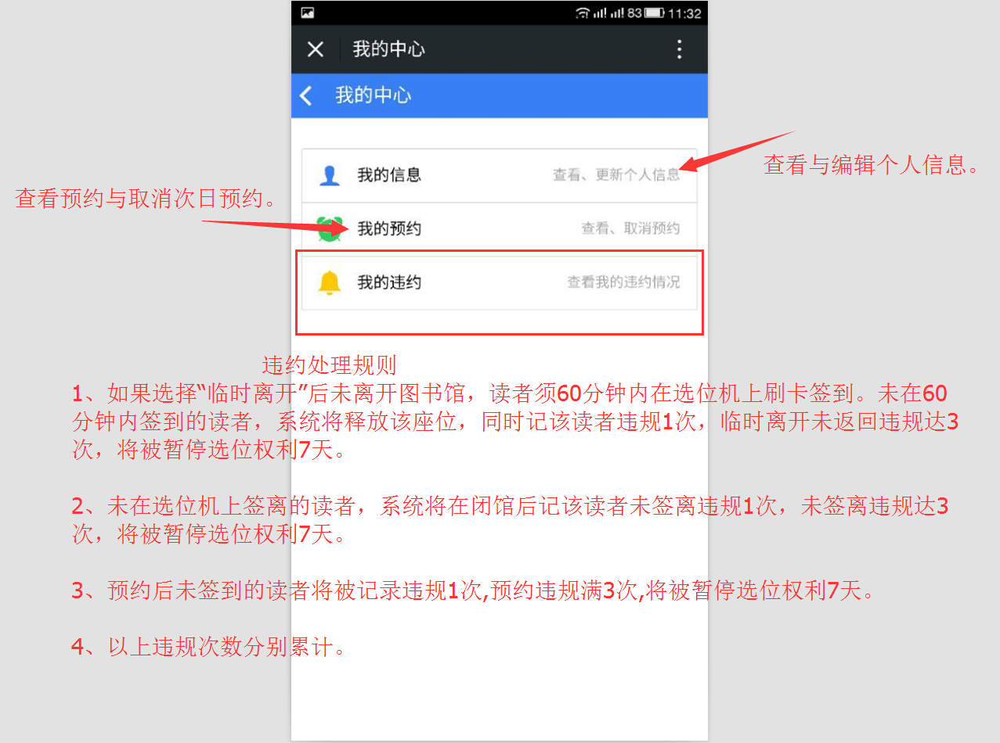 83 11:32
我的中心
我的中心
我的信息 查看、更新个人信息
查看与编辑个人信息。
查看预约与取消次日预约。
我的预约 查看、取消预约
我的违约 查看我的违约情况
违约处理规则
1、如果选择“临时离开”后未离开图书馆，读者须60分钟内在选位机上刷卡签到。未在60
分钟内签到的读者，系统将释放该座位，同时记该读者违规1次，临时离开未返回违规达3
次，将被暂停选位权利7天。
2、未在选位机上签离的读者，系统将在闭馆后记该读者未签离违规1次，未签离违规达3
次，将被暂停选位权利7天。
3、预约后未签到的读者将被记录违规1次,预约违规满3次,将被暂停选位权利7天。
4、以上违规次数分别累计。